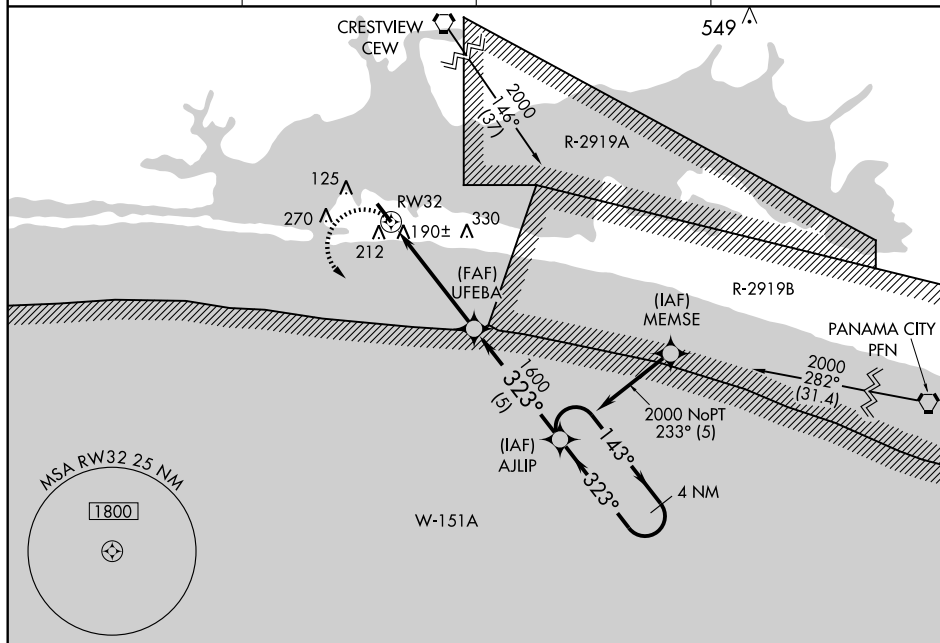 CRESTVIEW
CEW
549
2000
146°
(37)
R-2919A
125
RW32
270
190±
330
212
(FAF)
UFEBA
R-2919B
(IAF)
MEMSE
PANAMA CITY
PFN
2000
282°
(31.4)
1600
323°
(5)
2000 NoPT
233° (5)
(IAF)
AJLIP
143°
323°
4 NM
MSA RW32 25 NM
1800
W-151A